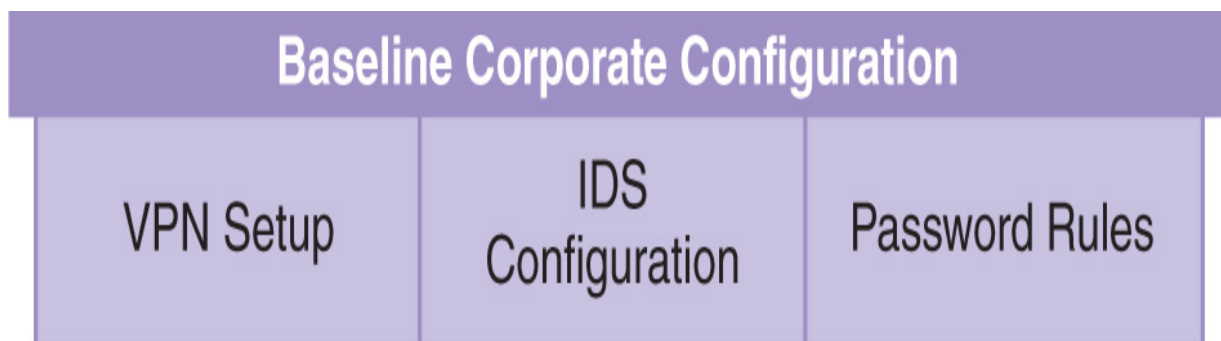 Baseline Corporate Configuration
VPN Setup
IDS
Configuration
Password Rules